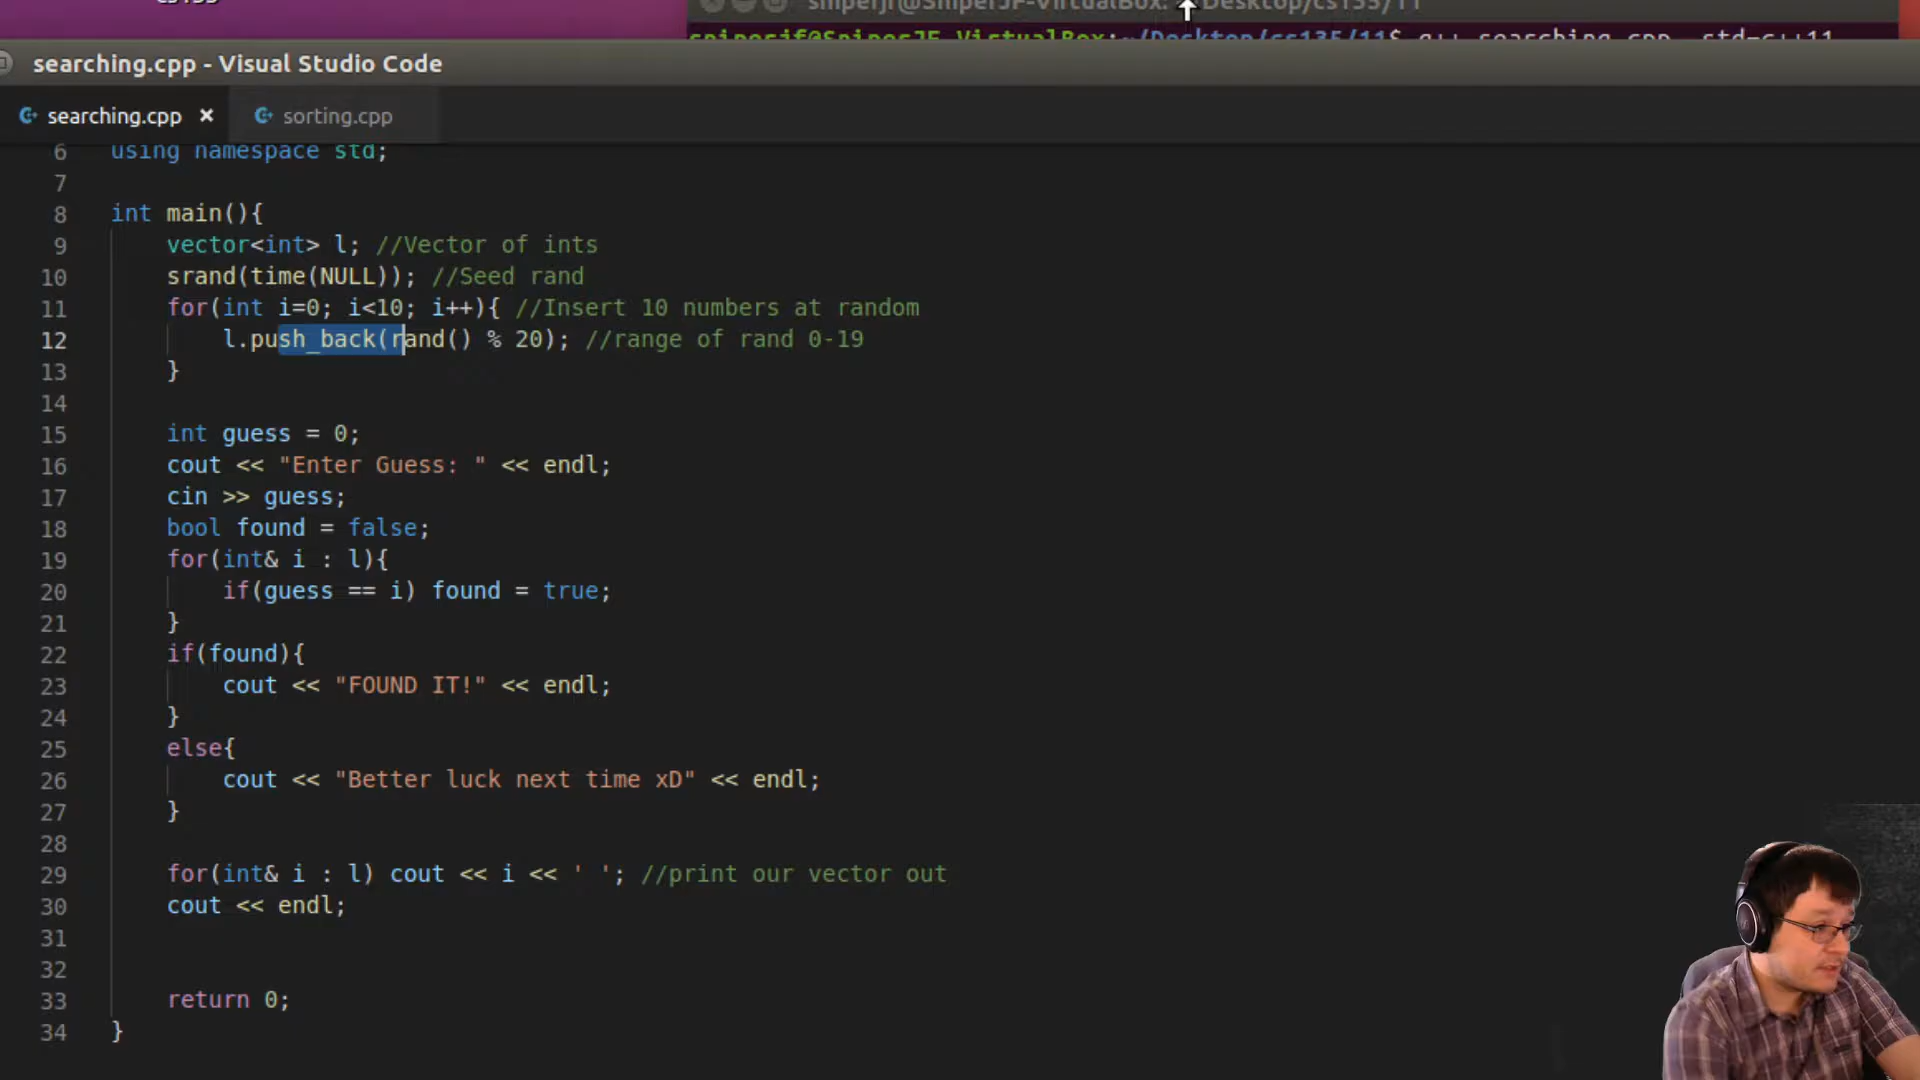 searching.cpp - Visual Studio Code
searching.cpp × sorting.cpp
6 using namespace std;
7
8 int main(){
9 vector<int> l; //Vector of ints
10 srand(time(NULL)); //Seed rand
11 for(int i=0; i<10; i++){ //Insert 10 numbers at random
12 l.push_back(rand() % 20); //range of rand 0-19
13 }
14
15 int guess = 0;
16 cout << "Enter Guess: " << endl;
17 cin >> guess;
18 bool found = false;
19 for(int& i : l){
20 if(guess == i) found = true;
21 }
22 if(found){
23 cout << "FOUND IT!" << endl;
24 }
25 else{
26 cout << "Better luck next time xD" << endl;
27 }
28
29 for(int& i : l) cout << i << ' '; //print our vector out
30 cout << endl;
31
32
33 return 0;
34 }